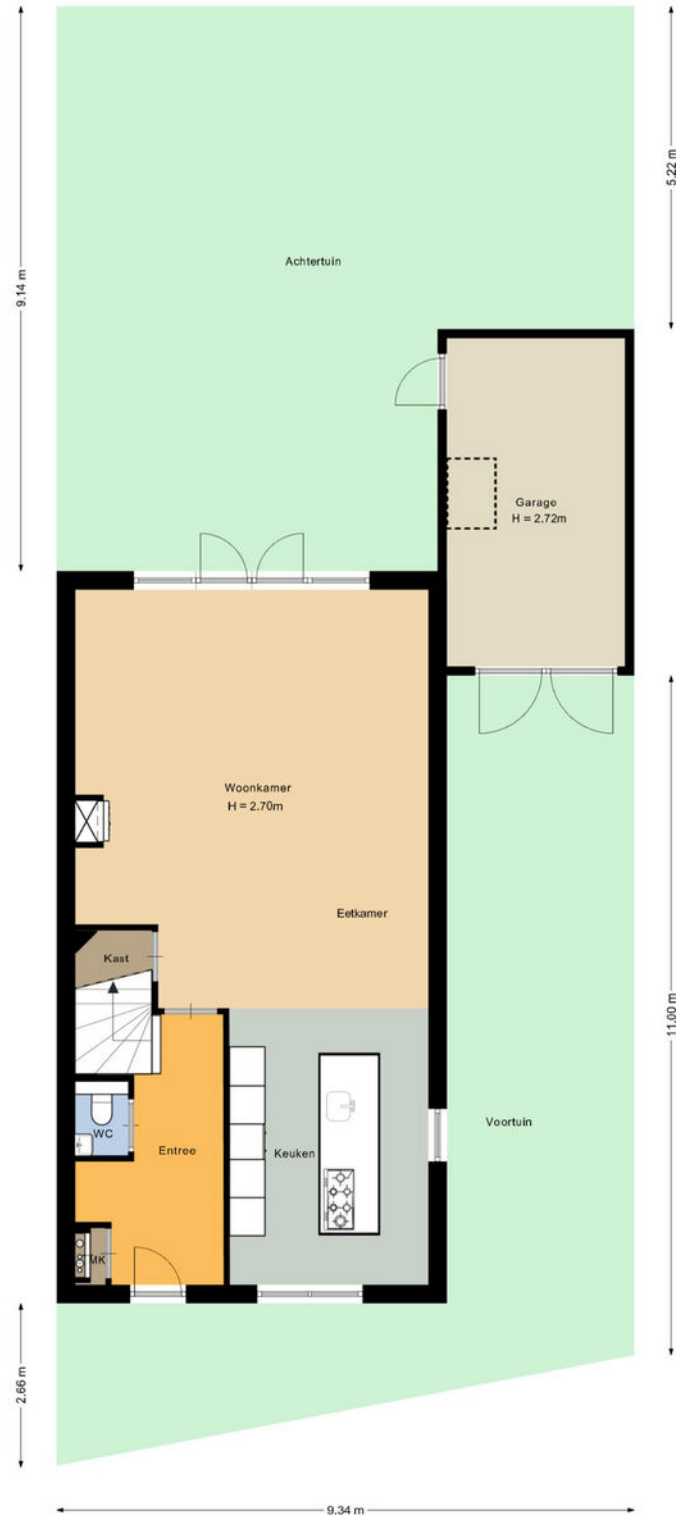 5.22 m
9.14 m
Achtertuin
Garage
H = 2.72m
Woonkamer
H = 2.70m
Eetkamer
Kast
11.00 m
Voortuin
WC
Entree
Keuken
MK
2.66 m
9.34 m